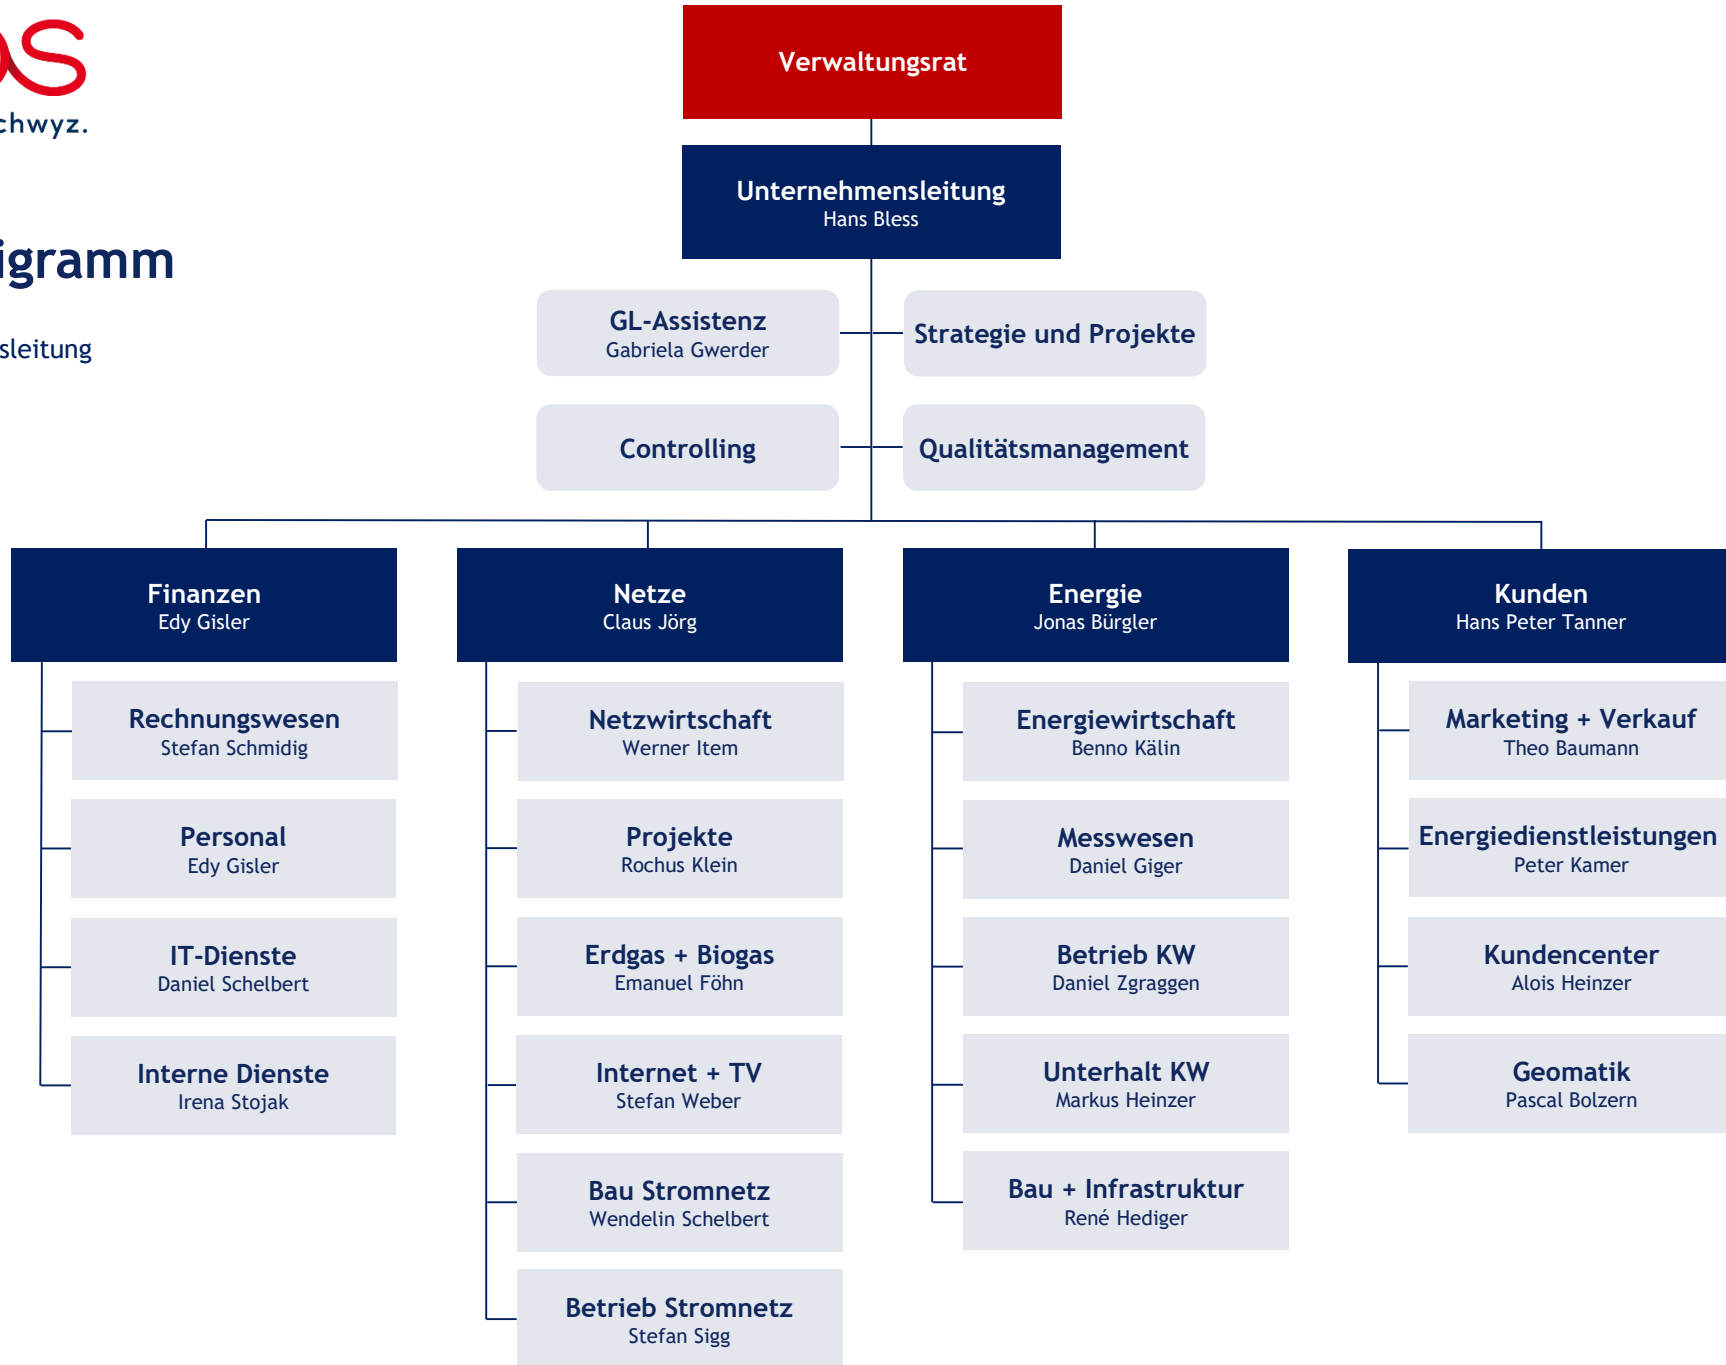 Verwaltungsrat
Unternehmensleitung
Hans Bless
GL-Assistenz
Gabriela Gwerder
Strategie und Projekte
Controlling
Qualitätsmanagement
Finanzen
Edy Gisler
Rechnungswesen
Stefan Schmidig
Personal
Edy Gisler
IT-Dienste
Daniel Schelbert
Interne Dienste
Irena Stojak
Netze
Claus Jörg
Netzwirtschaft
Werner Item
Projekte
Rochus Klein
Erdgas + Biogas
Emanuel Föhn
Internet + TV
Stefan Weber
Bau Stromnetz
Wendelin Schelbert
Betrieb Stromnetz
Stefan Sigg
Energie
Jonas Bürgler
Energiewirtschaft
Benno Kälin
Messwesen
Daniel Giger
Betrieb KW
Daniel Zgraggen
Unterhalt KW
Markus Heinzer
Bau + Infrastruktur
René Hediger
Kunden
Hans Peter Tanner
Marketing + Verkauf
Theo Baumann
Energiedienstleistungen
Peter Kamer
Kundencenter
Alois Heinzer
Geomatik
Pascal Bolzern